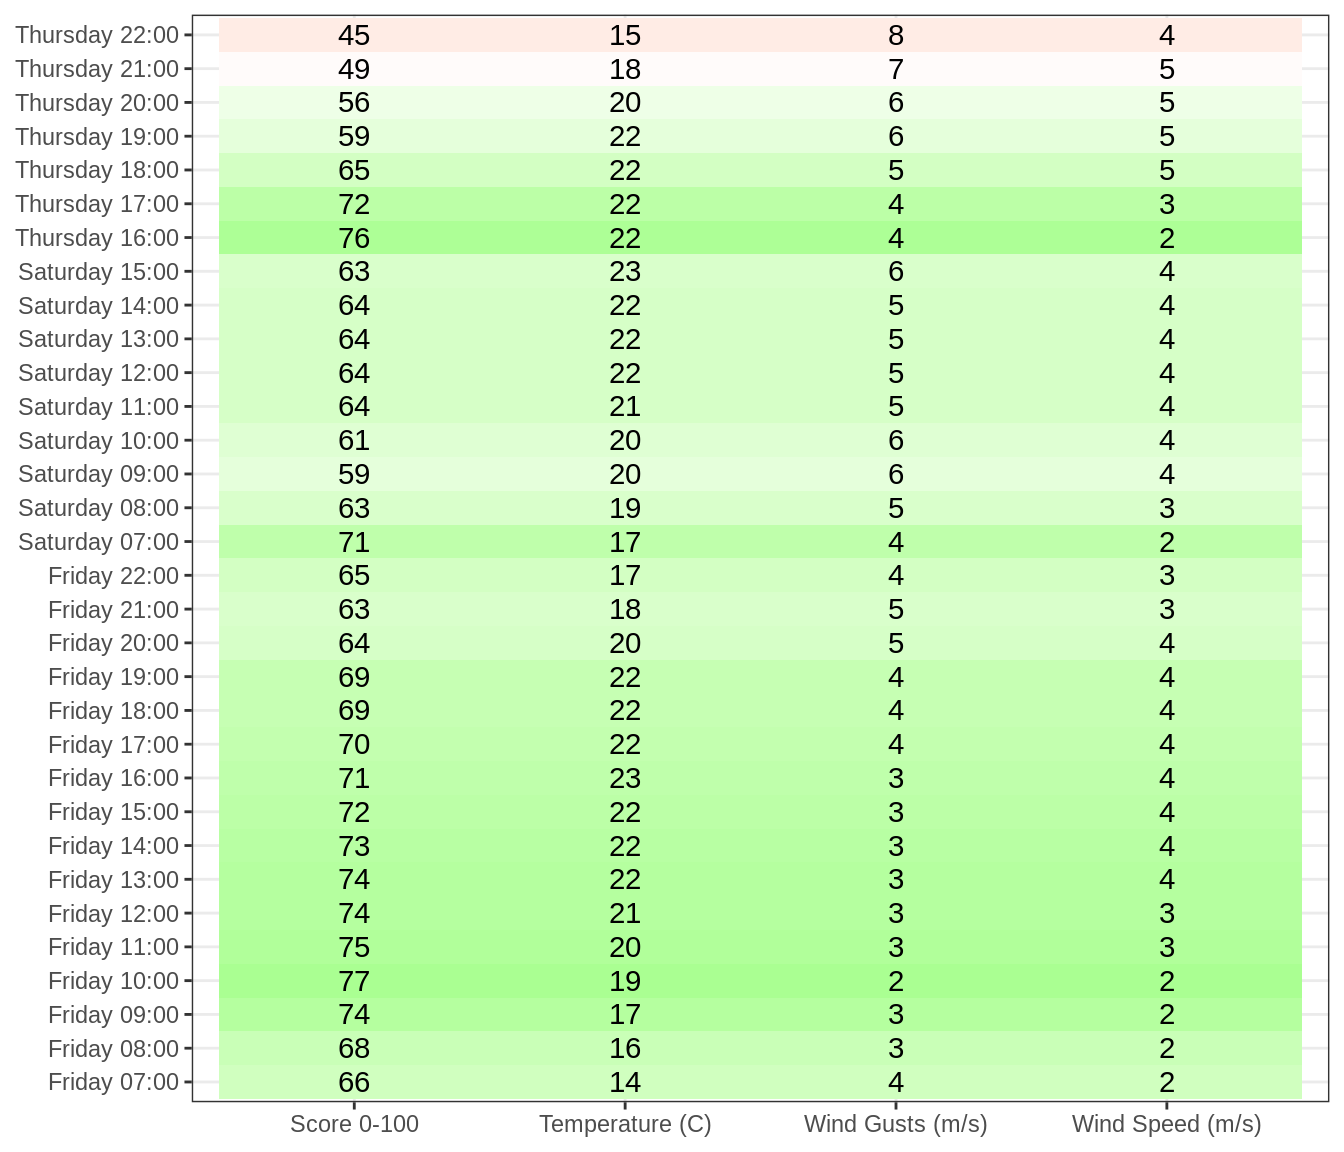 Thursday 22:00 45 15 8 4
Thursday 21:00 49 18 7 5
Thursday 20:00 56 20 6 5
Thursday 19:00 59 22 6 5
Thursday 18:00 65 22 5 5
Thursday 17:00 72 22 4 3
Thursday 16:00 76 22 4 2
Saturday 15:00 63 23 6 4
Saturday 14:00 64 22 5 4
Saturday 13:00 64 22 5 4
Saturday 12:00 64 22 5 4
Saturday 11:00 64 21 5 4
Saturday 10:00 61 20 6 4
Saturday 09:00 59 20 6 4
Saturday 08:00 63 19 5 3
Saturday 07:00 71 17 4 2
Friday 22:00 65 17 4 3
Friday 21:00 63 18 5 3
Friday 20:00 64 20 5 4
Friday 19:00 69 22 4 4
Friday 18:00 69 22 4 4
Friday 17:00 70 22 4 4
Friday 16:00 71 23 3 4
Friday 15:00 72 22 3 4
Friday 14:00 73 22 3 4
Friday 13:00 74 22 3 4
Friday 12:00 74 21 3 3
Friday 11:00 75 20 3 3
Friday 10:00 77 19 2 2
Friday 09:00 74 17 3 2
Friday 08:00 68 16 3 2
Friday 07:00 66 14 4 2
Score 0-100 Temperature (C) Wind Gusts (m/s) Wind Speed (m/s)